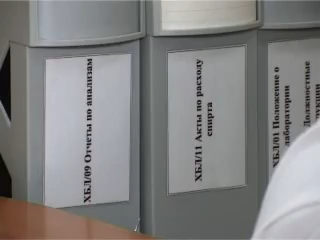 ХБЛ/09 Отчеты по анализам
ХБЛ/11 Акты по расходу
спирта
ХБЛ/01 Положение о
лаборатории
Должностные